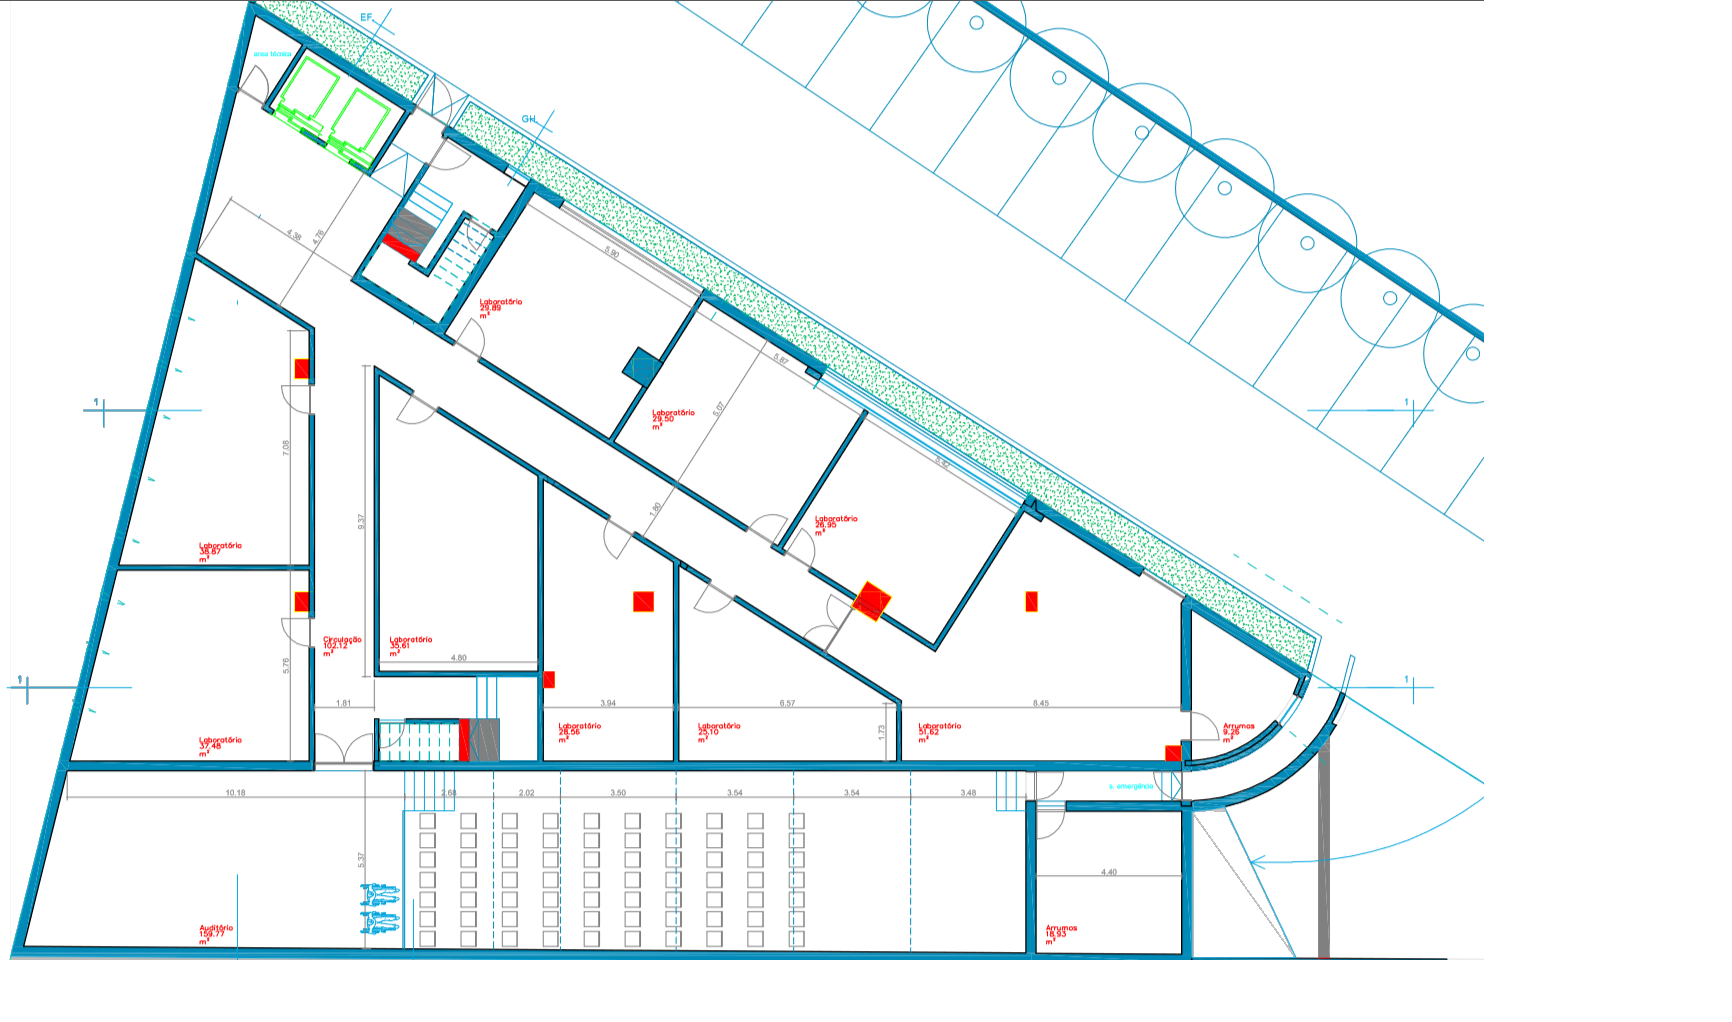 EF
area técnica
GH
4.38
4.76
5.90
Laboratório
29.89
m²
5.87
1
1
Laboratório
29.50
m²
5.07
7.08
5.42
1.80
9.37
Laboratório
26.95
m²
Laboratório
38.87
m²
Circulação
102.12
m²
Laboratório
35.61
m²
4.80
5.76
1
1
1.81
3.94
6.57
8.45
Laboratório
37.48
m²
Laboratório
26.56
m²
Laboratório
25.10
m²
1.73
Laboratório
51.62
m²
Arrumos
9.26
m²
s. emergência
10.18
2.68
2.02
3.50
3.54
3.54
3.48
5.37
4.40
Auditório
159.77
m²
Arrumos
18.93
m²